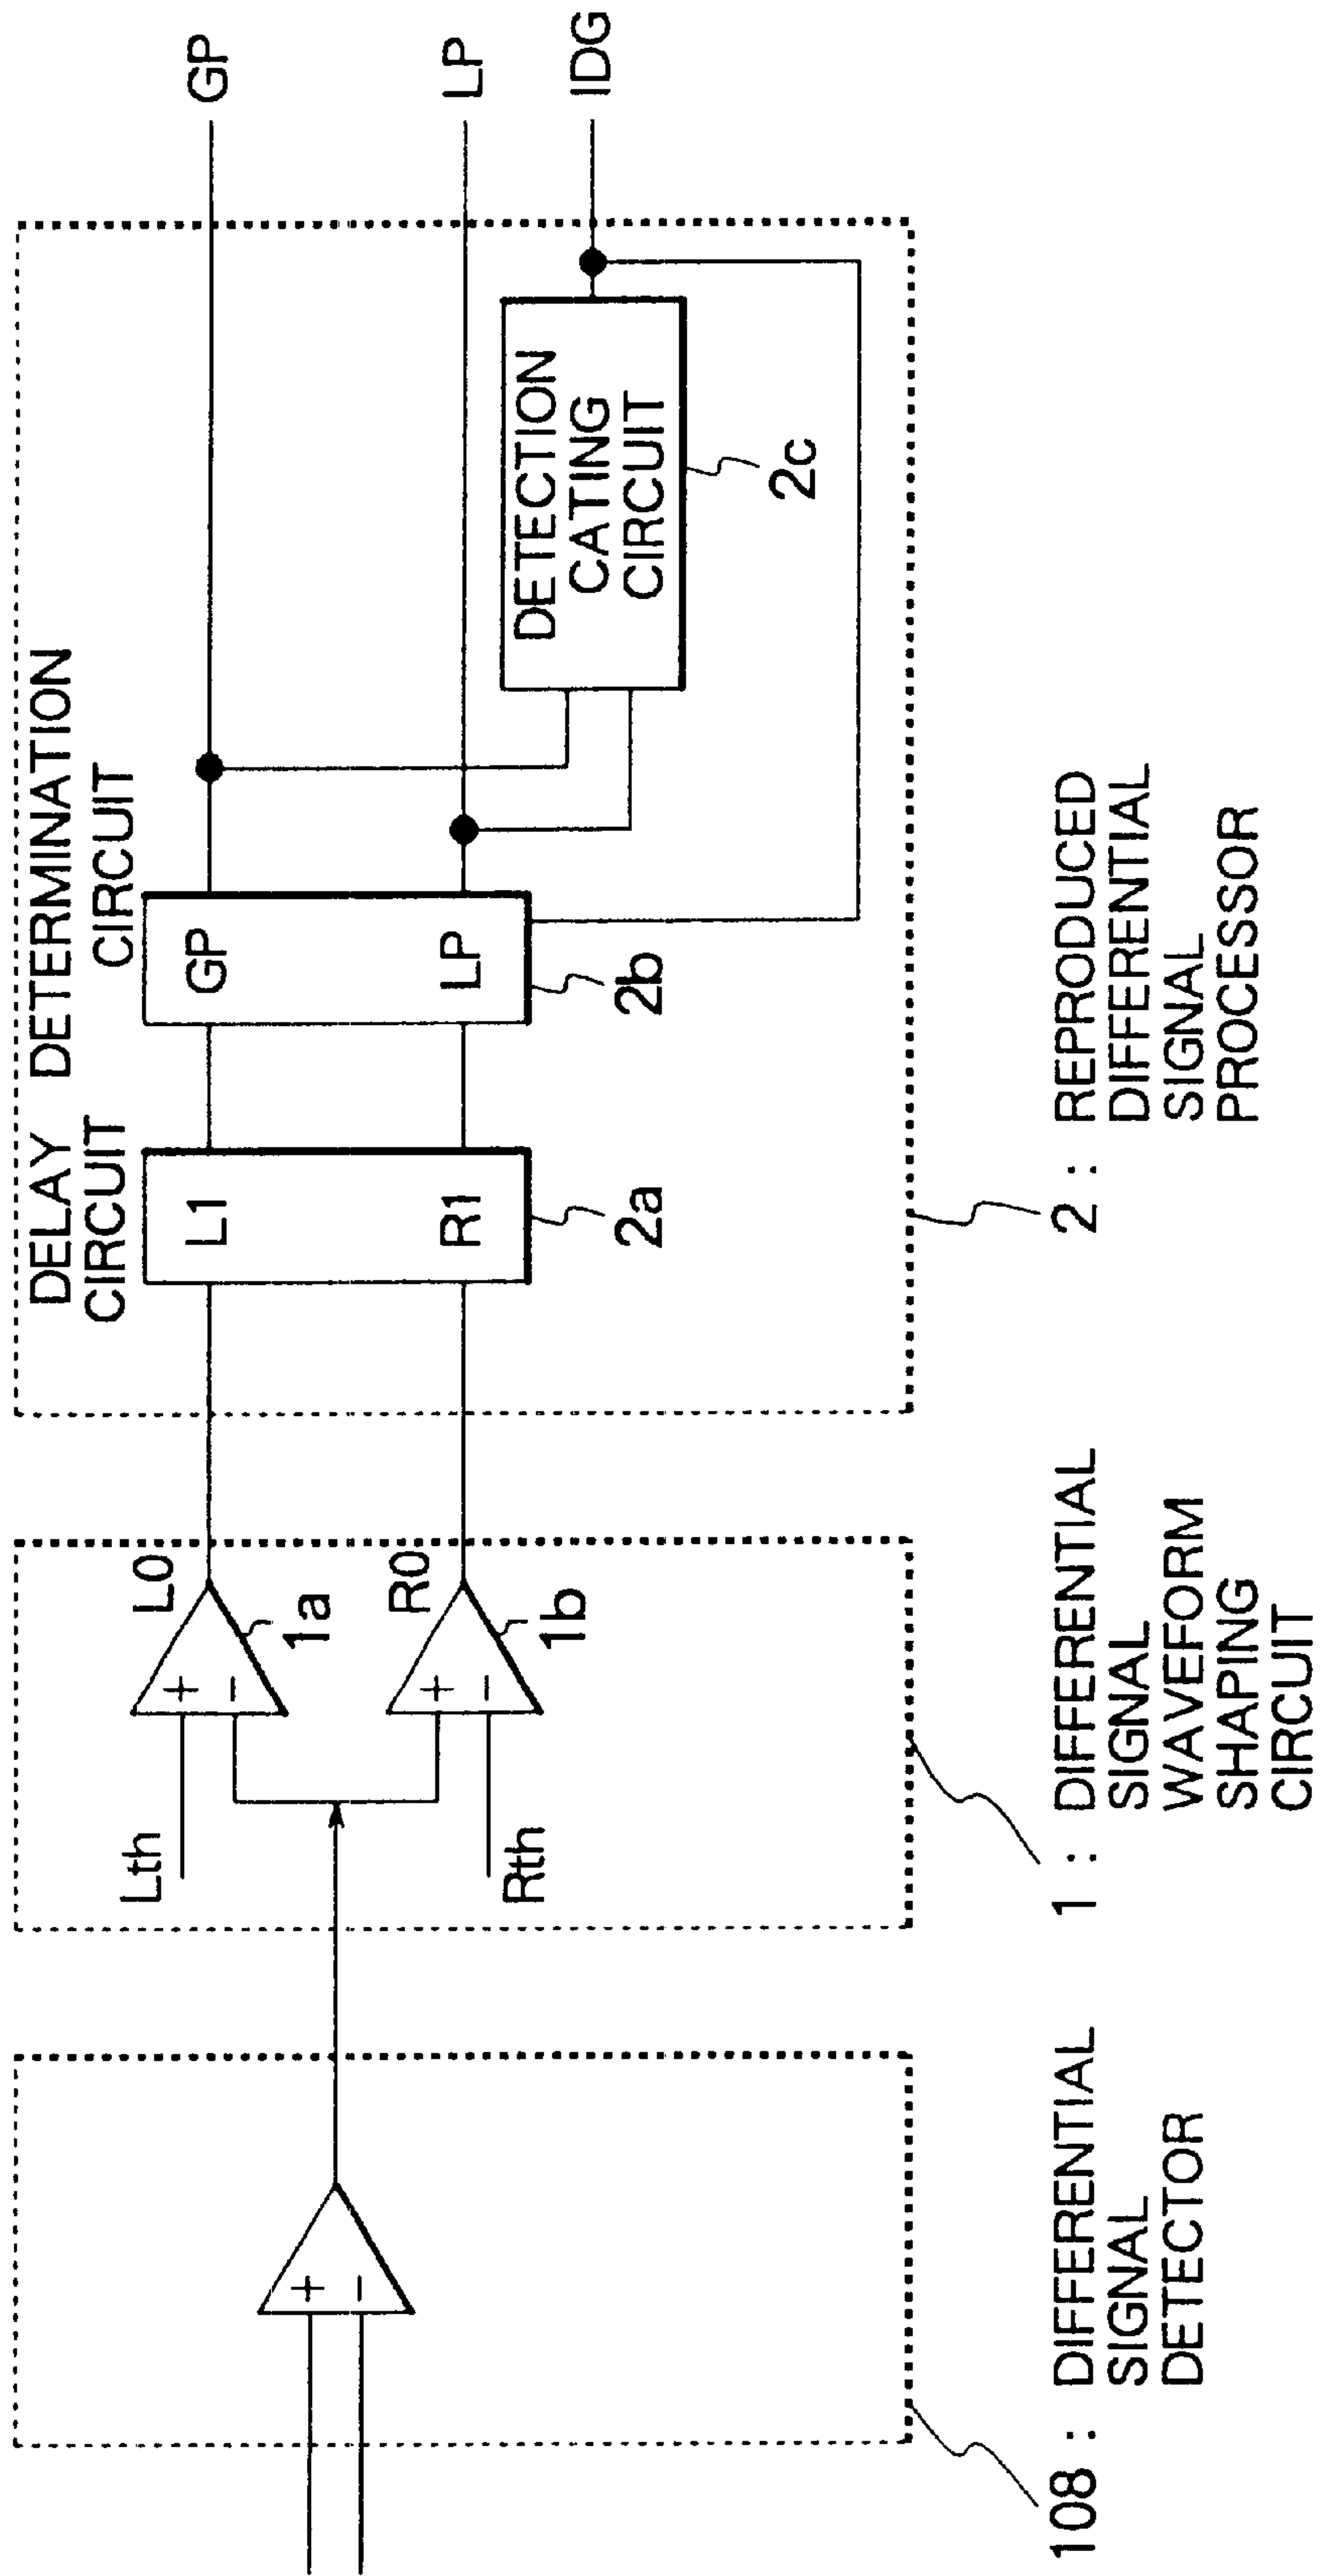 DELAY
CIRCUIT
DETERMINATION
CIRCUIT
GP
LP
IDG
L0
R0
+
−
+
−
+
−
1a
1b
Lth
Rth
L1
R1
2a
GP
LP
2b
DETECTION
CATING
CIRCUIT
2c
108 : DIFFERENTIAL
SIGNAL
DETECTOR
1 : DIFFERENTIAL
SIGNAL
WAVEFORM
SHAPING
CIRCUIT
2 : REPRODUCED
DIFFERENTIAL
SIGNAL
PROCESSOR